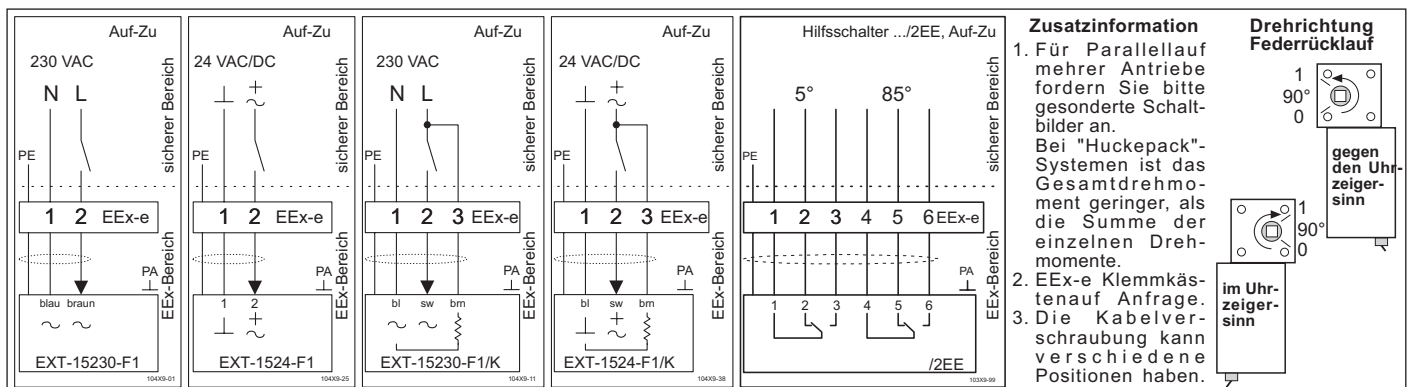 Auf-Zu
230 VAC
N L
sicherer Bereich
PE
1 2 EEx-e
EEx-Bereich
PA
blau braun
EXT-15230-F1
104X9-01
Auf-Zu
24 VAC/DC
sicherer Bereich
PE
1 2 EEx-e
EEx-Bereich
PA
1 2
EXT-1524-F1
104X9-25
Auf-Zu
230 VAC
N L
sicherer Bereich
PE
1 2 3 EEx-e
EEx-Bereich
PA
bl sw brn
EXT-15230-F1/K
104X9-11
Auf-Zu
24 VAC/DC
sicherer Bereich
PE
1 2 3 EEx-e
EEx-Bereich
PA
bl sw brn
EXT-1524-F1/K
104X9-38
Hilfsschalter .../2EE, Auf-Zu
5° 85°
sicherer Bereich
PE
1 2 3 4 5 6 EEx-e
EEx-Bereich
PA
1 2 3 4 5 6
/2EE
103X9-99
Zusatzinformation
1. Für Parallellauf
mehrer Antriebe
fordern Sie bitte
gesonderte Schalt-
bilder an.
Bei "Huckepack"-
Systemen ist das
Gesamtdrehmo-
ment geringer, als
die Summe der
einzelnen Dreh-
momente.
2. EEx-e Klemmkäs-
tenauf Anfrage.
3. Die Kabelver-
schraubung kann
verschiedene
Positionen haben.
Drehrichtung
Federrücklauf
1
90°
0
gegen
den Uhr-
zeiger-
sinn
1
90°
0
im Uhr-
zeiger-
sinn